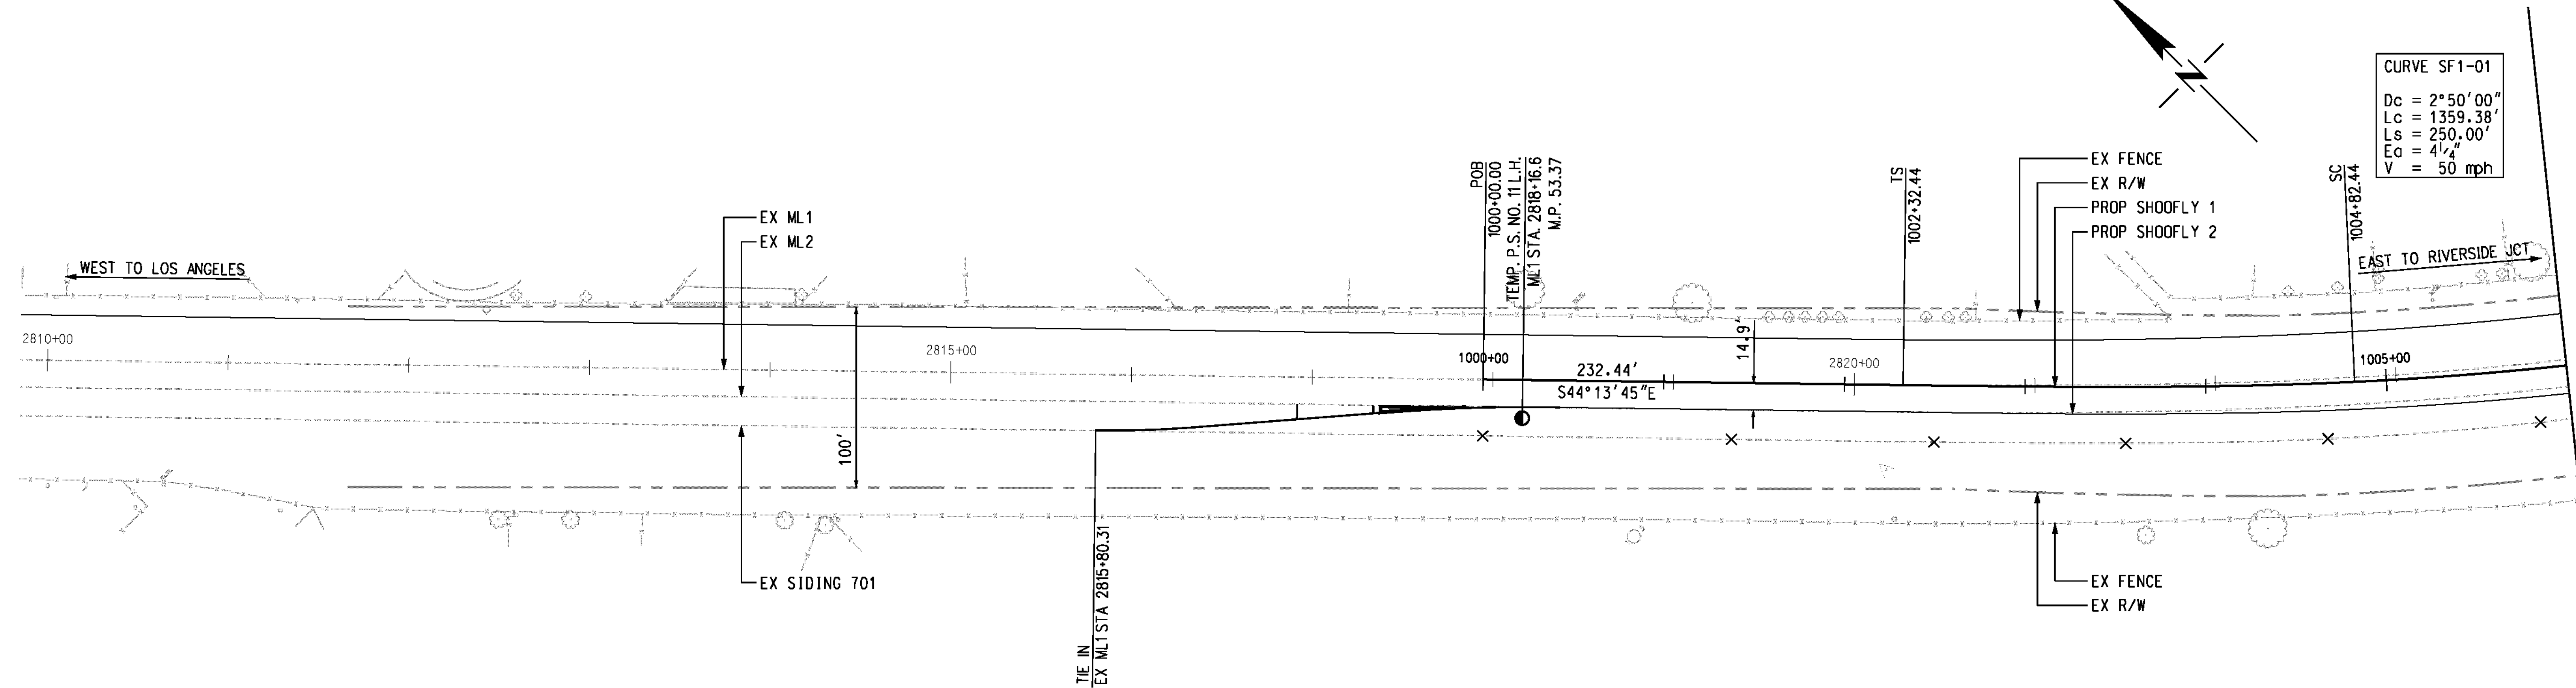 CURVE SF1-01
Dc = 2°50'00"
Lc = 1359.38'
Ls = 250.00'
Ea = 4 1/4"
V = 50 mph
N
POB
1000+00.00
TEMP. P.S. NO. 11 L.H.
ML1 STA. 2818+16.6
M.P. 53.37
TS
1002+32.44
SC
1004+82.44
EX FENCE
EX R/W
PROP SHOOFLY 1
PROP SHOOFLY 2
EX ML1
EX ML2
WEST TO LOS ANGELES
EAST TO RIVERSIDE JCT
2810+00
2815+00
1000+00
2820+00
1005+00
14.9'
232.44'
S44°13'45"E
100'
TIE IN
EX ML1 STA 2815+80.31
EX SIDING 701
EX FENCE
EX R/W